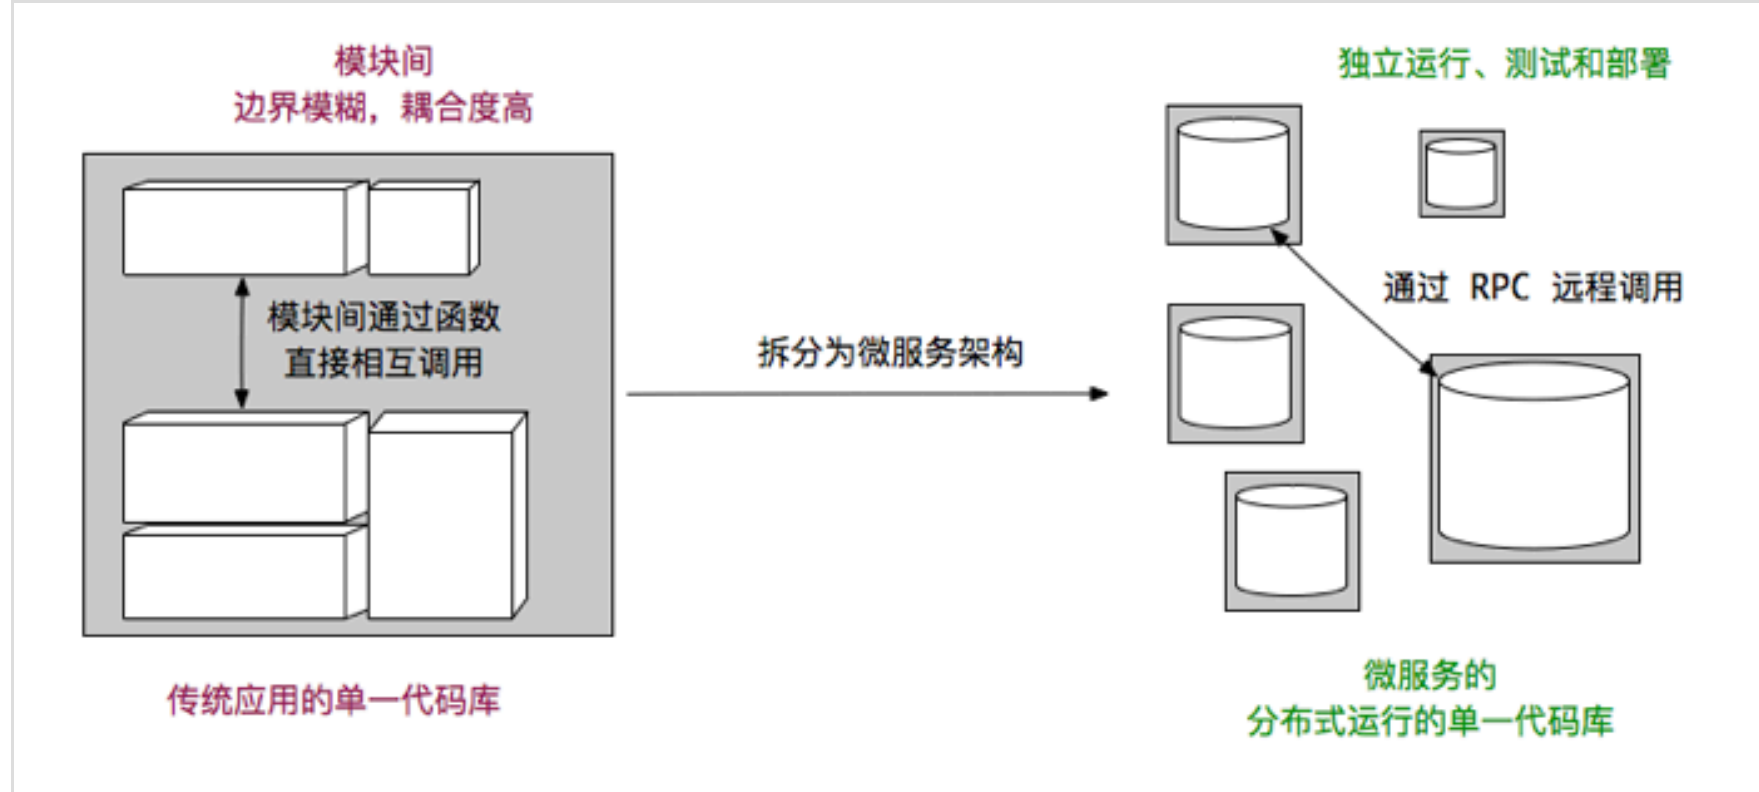 模块间
边界模糊，耦合度高
模块间通过函数
直接相互调用
传统应用的单一代码库
拆分为微服务架构
独立运行、测试和部署
通过 RPC 远程调用
微服务的
分布式运行的单一代码库